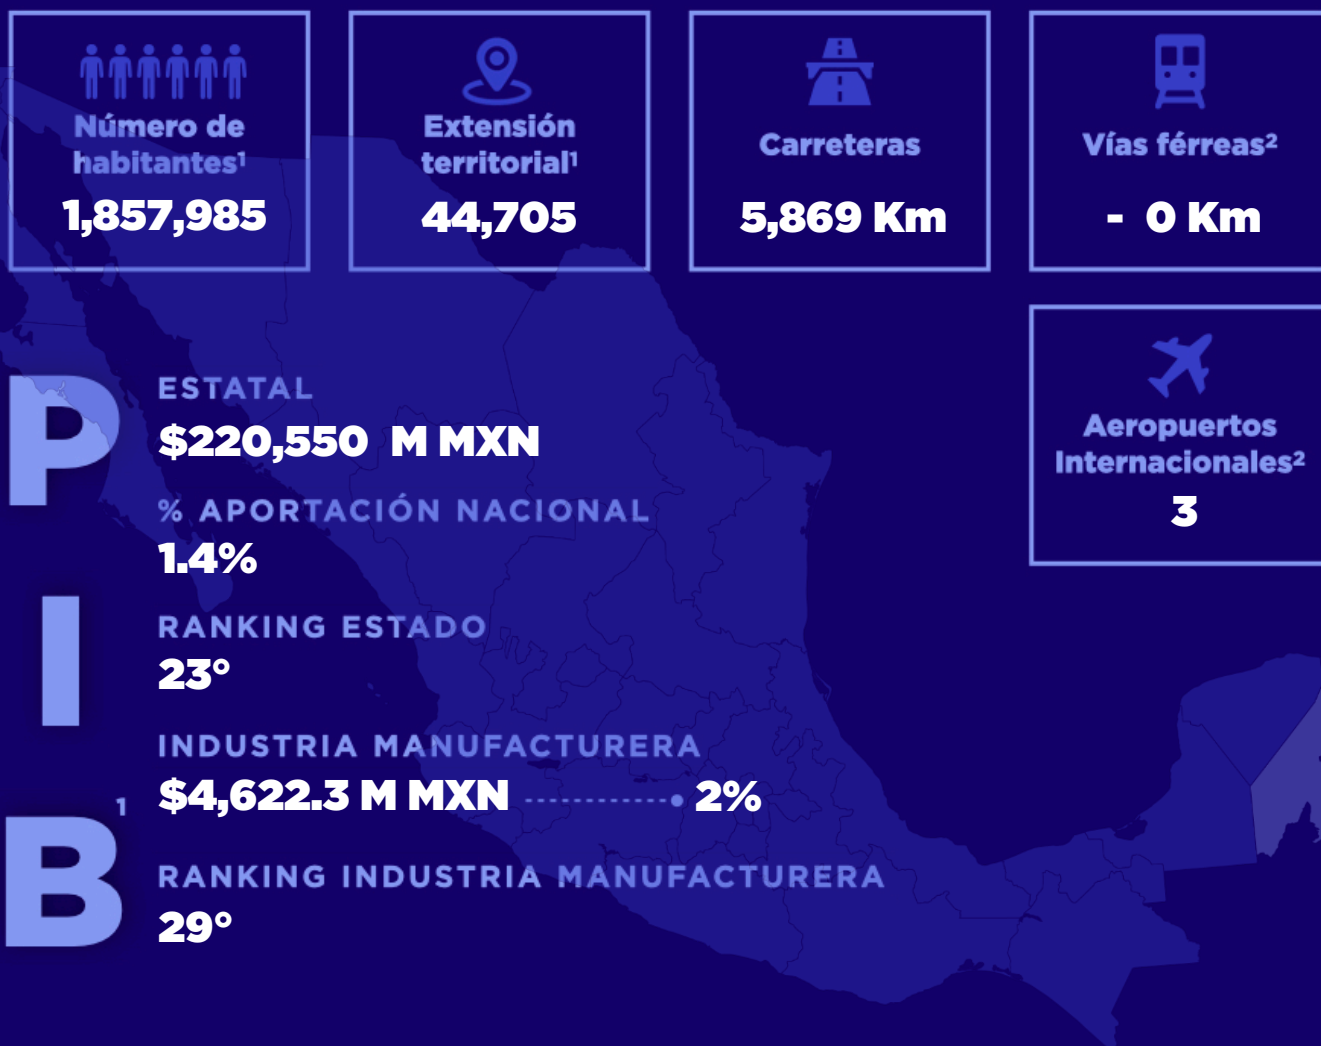 Número de
habitantes¹
1,857,985
Extensión
territorial¹
44,705
Carreteras
5,869 Km
Vías férreas²
- 0 Km
Aeropuertos
Internacionales²
3
P
I
B
1
ESTATAL
$220,550 M MXN
% APORTACIÓN NACIONAL
1.4%
RANKING ESTADO
23°
INDUSTRIA MANUFACTURERA
$4,622.3 M MXN 2%
RANKING INDUSTRIA MANUFACTURERA
29°